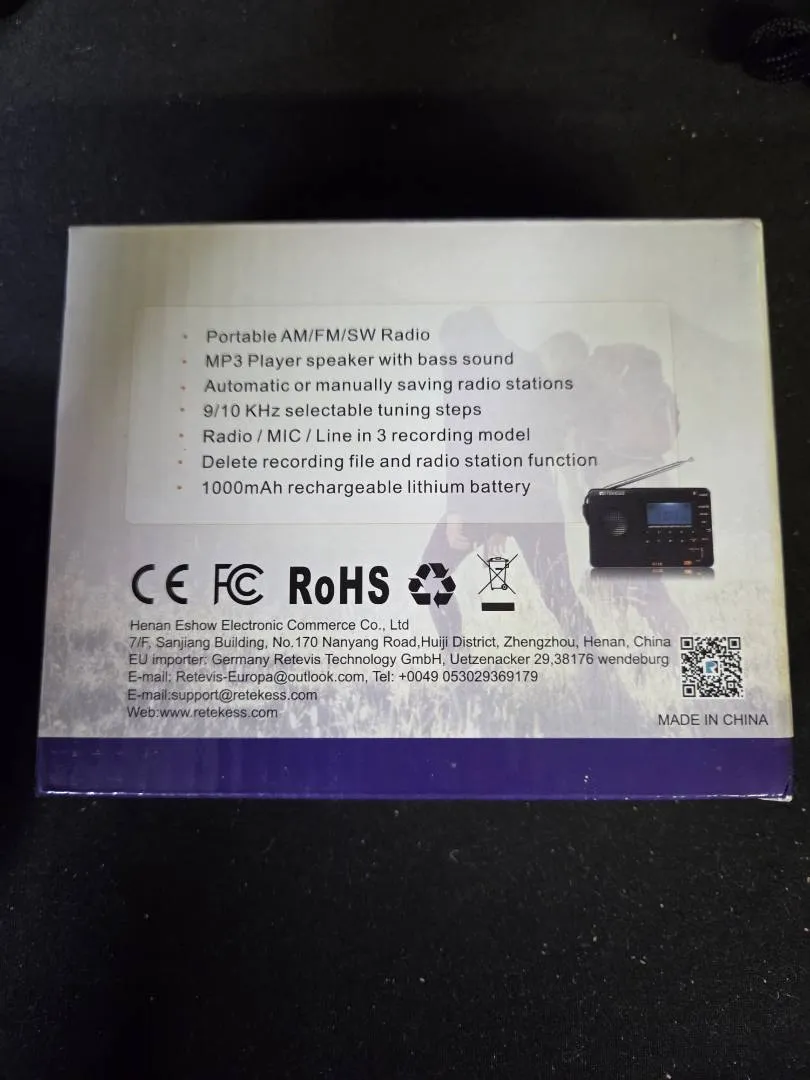 Portable AM/FM/SW Radio
MP3 Player speaker with bass sound
Automatic or manually saving radio stations
9/10 KHz selectable tuning steps
Radio / MIC / Line in 3 recording model
Delete recording file and radio station function
1000mAh rechargeable lithium battery
CE FC RoHS
Henan Eshow Electronic Commerce Co., Ltd
7/F, Sanjiang Building, No.170 Nanyang Road,Huiji District, Zhengzhou, Henan, China
EU importer: Germany Retevis Technology GmbH, Uetzenacker 29,38176 wendeburg
E-mail: Retevis-Europa@outlook.com, Tel: +0049 053029369179
E-mail:support@retekess.com
Web:www.retekess.com
MADE IN CHINA